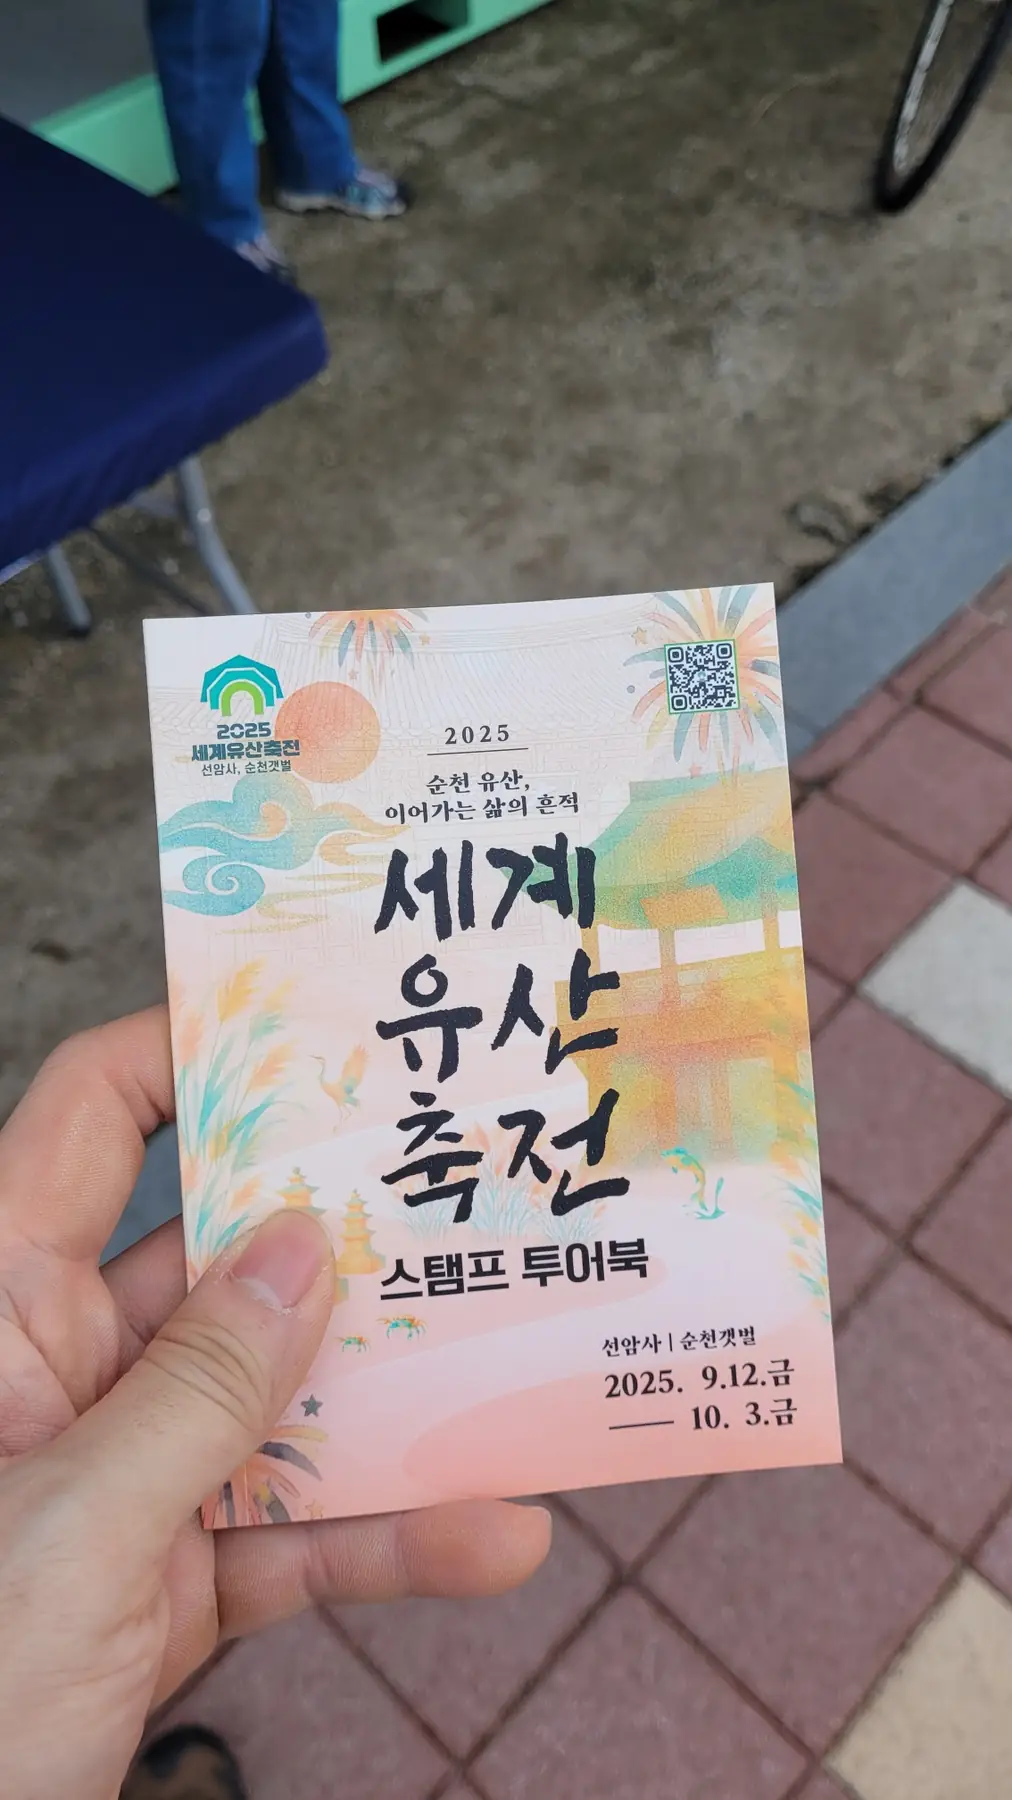 2025
세계유산축전
선암사, 순천갯벌
2025
순천 유산,
이어가는 삶의 흔적
세계
유산
축전
스탬프 투어북
선암사 | 순천갯벌
2025. 9.12.금
10. 3.금